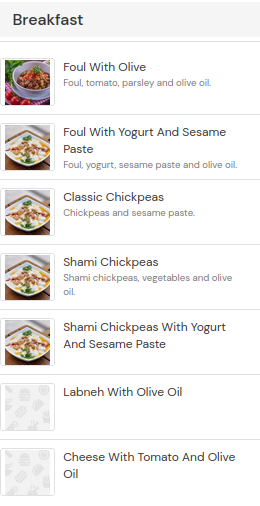 Breakfast
Foul With Olive
Foul, tomato, parsley and olive oil.
Foul With Yogurt And Sesame
Paste
Foul, yogurt, sesame paste and olive oil.
Classic Chickpeas
Chickpeas and sesame paste.
Shami Chickpeas
Shami chickpeas, vegetables and olive
oil.
Shami Chickpeas With Yogurt
And Sesame Paste
Labneh With Olive Oil
Cheese With Tomato And Olive
Oil